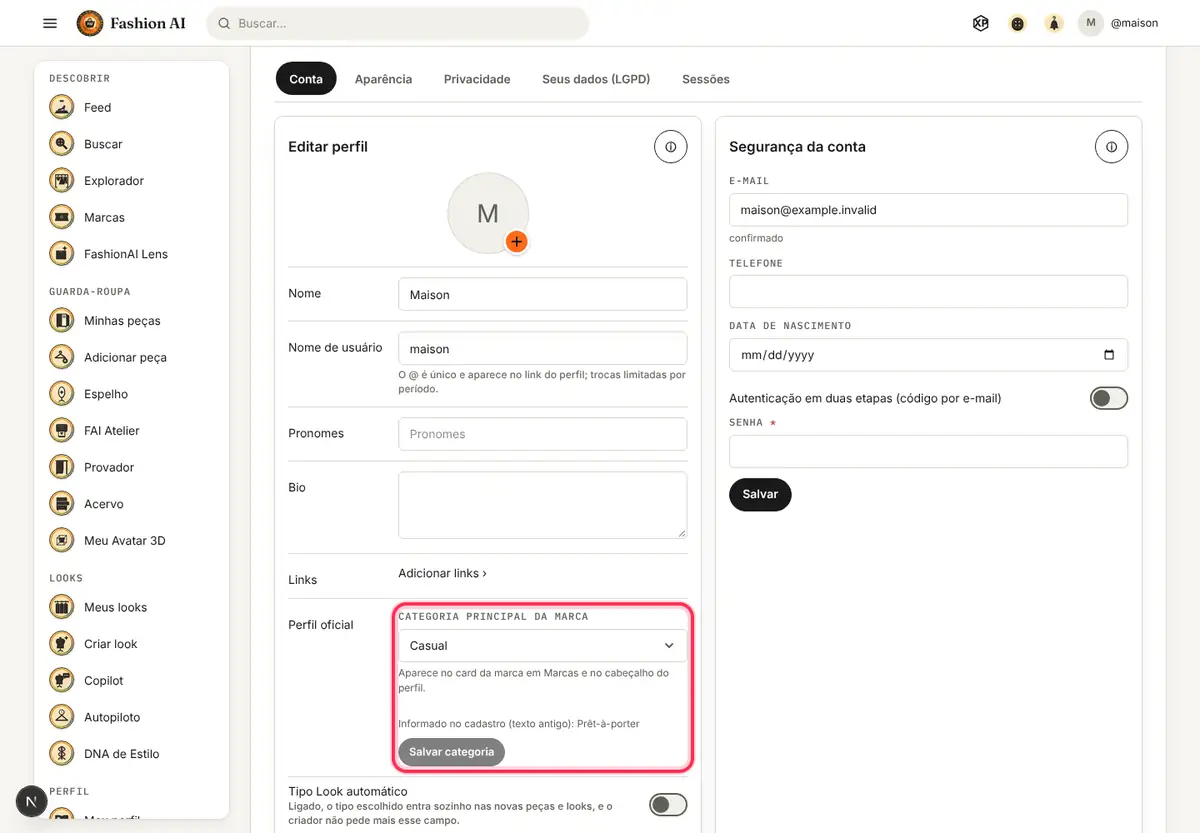 Fashion AI
Buscar...
XP
M
@maison
DESCOBRIR
Feed
Buscar
Explorador
Marcas
FashionAI Lens
GUARDA-ROUPA
Minhas peças
Adicionar peça
Espelho
FAI Atelier
Provador
Acervo
Meu Avatar 3D
LOOKS
Meus looks
Criar look
Copilot
Autopiloto
DNA de Estilo
PERFIL
Meu perfil
N
Conta
Aparência
Privacidade
Seus dados (LGPD)
Sessões
Editar perfil
M
Nome
Maison
Nome de usuário
maison
O @ é único e aparece no link do perfil; trocas limitadas por
período.
Pronomes
Pronomes
Bio
Links
Adicionar links ›
Perfil oficial
CATEGORIA PRINCIPAL DA MARCA
Casual
Aparece no card da marca em Marcas e no cabeçalho do
perfil.
Informado no cadastro (texto antigo): Prêt-à-porter
Salvar categoria
Tipo Look automático
Ligado, o tipo escolhido entra sozinho nas novas peças e looks, e o
criador não pede mais esse campo.
Segurança da conta
E-MAIL
maison@example.invalid
confirmado
TELEFONE
DATA DE NASCIMENTO
mm/dd/yyyy
Autenticação em duas etapas (código por e-mail)
SENHA *
Salvar